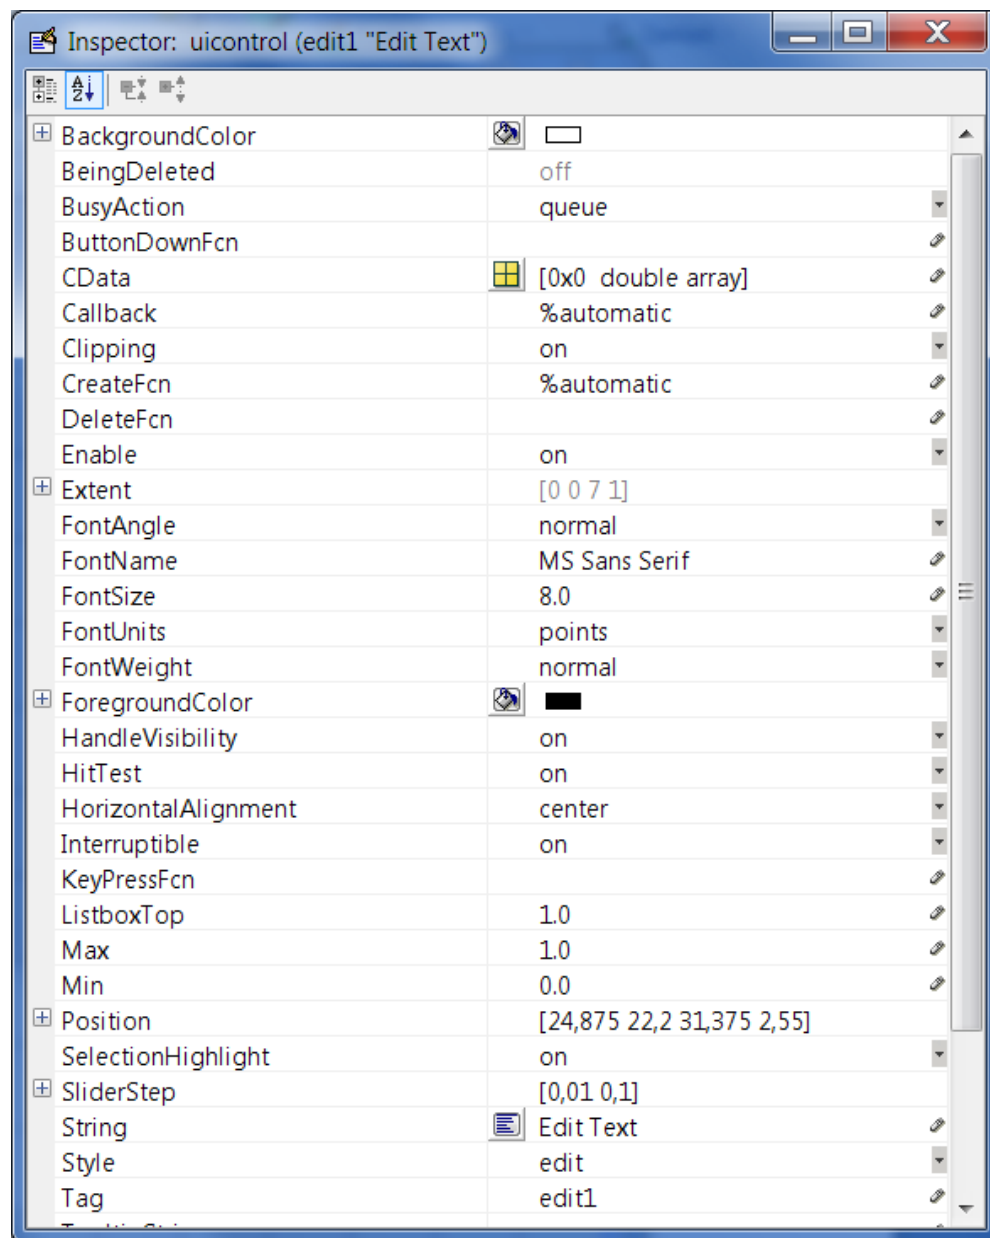 Inspector: uicontrol (edit1 "Edit Text")
BackgroundColor
BeingDeleted off
BusyAction queue
ButtonDownFcn
CData [0x0 double array]
Callback %automatic
Clipping on
CreateFcn %automatic
DeleteFcn
Enable on
Extent [0 0 7 1]
FontAngle normal
FontName MS Sans Serif
FontSize 8.0
FontUnits points
FontWeight normal
ForegroundColor
HandleVisibility on
HitTest on
HorizontalAlignment center
Interruptible on
KeyPressFcn
ListboxTop 1.0
Max 1.0
Min 0.0
Position [24,875 22,2 31,375 2,55]
SelectionHighlight on
SliderStep [0,01 0,1]
String Edit Text
Style edit
Tag edit1